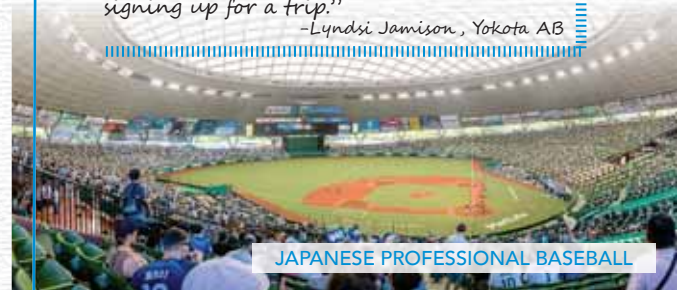 signing up for a trip."
-Lyndsi Jamison, Yokota AB
JAPANESE PROFESSIONAL BASEBALL